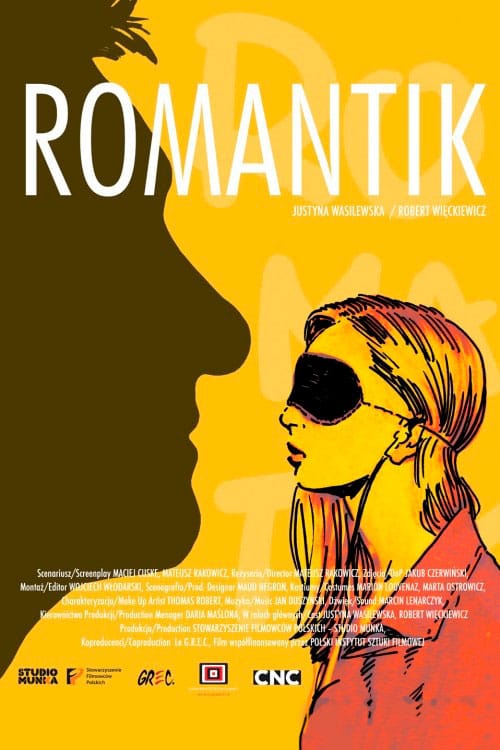 ROMANTIK
JUSTYNA WASILEWSKA / ROBERT WIĘCKIEWICZ
Scenariusz/Screenplay MACIEJ CUSKE, MATEUSZ RAKOWICZ, Reżyseria/Director MATEUSZ RAKOWICZ, Zdjęcia/DoP JAKUB CZERWIŃSKI,
Montaż/Editor WOJCIECH WŁODARSKI, Scenografia/Prod. Designer MAUD NEGRON, Kostiumy/Costumes MARION LOUVENAZ, MARTA OSTROWICZ,
Charakteryzacja/Make Up Artist THOMAS ROBERT, Muzyka/Music JAN DUSZYŃSKI, Dźwięk/Sound MARCIN LENARCZYK,
Kierownictwo Produkcji/Production Menager DARIA MAŚLONA, W rolach głównych/Cast JUSTYNA WASILEWSKA, ROBERT WIĘCKIEWICZ
Produkcja/Production STOWARZYSZENIE FILMOWCÓW POLSKICH – STUDIO MUNKA,
Koproducenci/Coproduction Le G.R.E.C., Film współfinansowany przez POLSKI INSTYTUT SZTUKI FILMOWEJ
STUDIO MUNKA
Stowarzyszenie Filmowców Polskich
GREC.
CNC